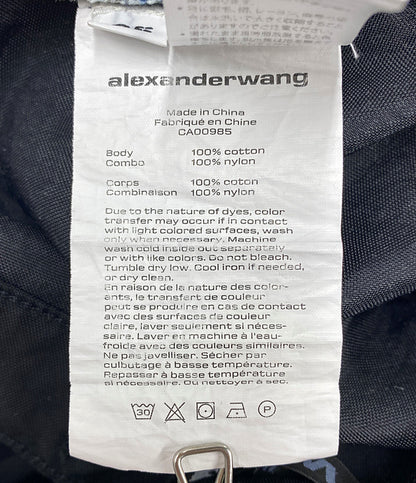 alexanderwang
Made in China
Fabriqué en China
CA00985
Body 100% cotton
Combo 100% nylon
Corps 100% coton
Combinaison 100% nylon
Due to the nature of dyes, color
transfer may occur if in contact
with light colored surfaces, wash
only when necessary. Machine
wash cold inside out separately
or with like colors. Do not bleach.
Tumble dry low. Cool iron if needed,
or dry clean.
En raison de la nature des color-
ants, le transfart de couleur
peut se produire en cas de contact
avec des surfaces de couleur
claire, laver seulement si néces-
saire. Laver en machine à l'eau-
froide avec des couleurs similaires.
Ne pas javelliser. Sécher par
culbutage à basse température.
Repasser à basse température
si nécessaire. Ou nettoyer à sec.
30
P